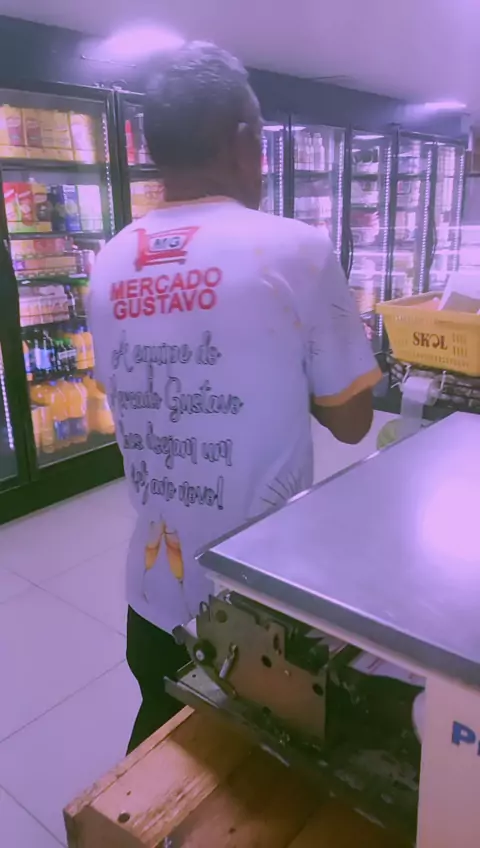 MG
MERCADO
GUSTAVO
A equipe do
Mercado Gustavo
lhes desejam um
feliz ano novo!
SKOL
P